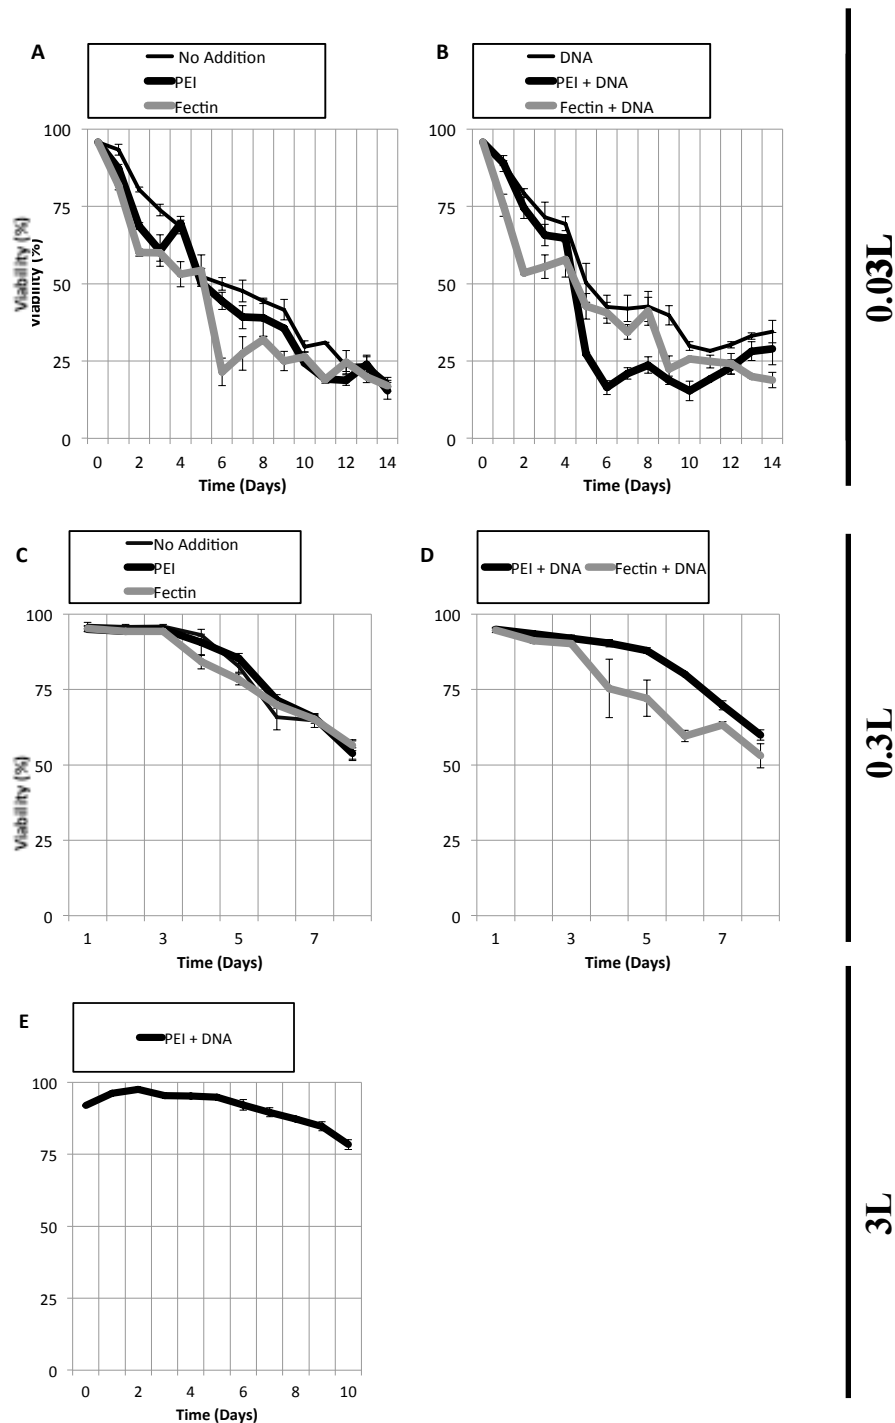 A
No Addition
PEI
Fectin
B
DNA
PEI + DNA
Fectin + DNA
100
75
50
25
0
Viability (%)
Viability (%)
0 2 4 6 8 10 12 14
Time (Days)
100
75
50
25
0
0 2 4 6 8 10 12 14
Time (Days)
0.03L
C
No Addition
PEI
Fectin
D
PEI + DNA Fectin + DNA
100
75
50
25
0
Viability (%)
1 3 5 7
Time (Days)
100
75
50
25
0
1 3 5 7
Time (Days)
0.3L
E
PEI + DNA
100
75
50
25
0
0 2 4 6 8 10
Time (Days)
3L